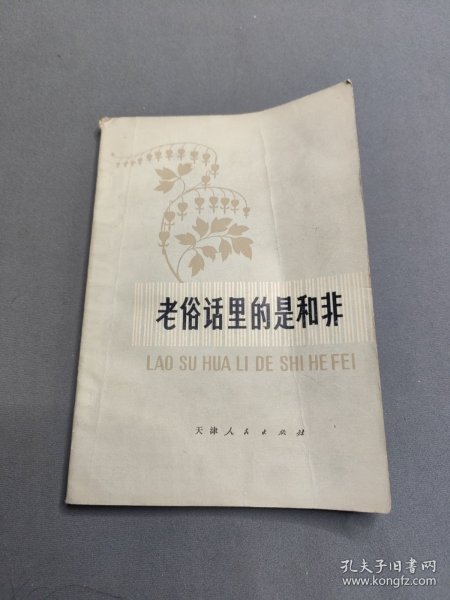 老俗话里的是和非
LAO SU HUA LI DE SHI HE FEI
天津人民出版社
孔夫子旧书网
www.kongfz.com